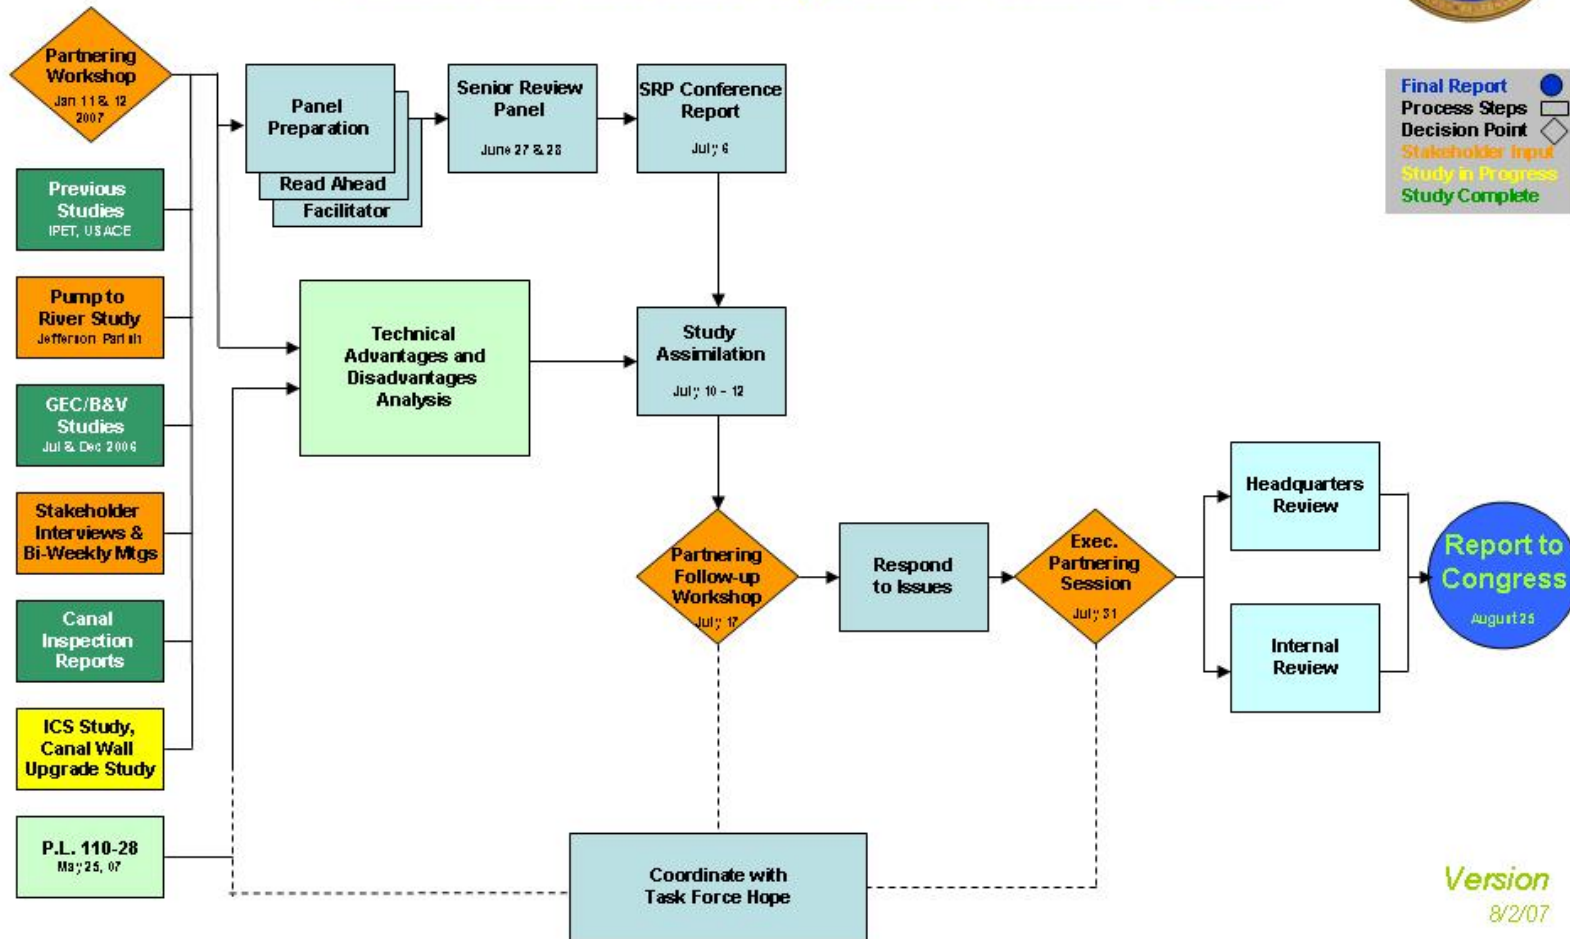 Partnering
Workshop
Jan 11 & 12
2007
Panel
Preparation
Read Ahead
Facilitator
Senior Review
Panel
June 27 & 28
SRP Conference
Report
July 6
Final Report
Process Steps
Decision Point
Stakeholder Input
Study in Progress
Study Complete
Previous
Studies
IPET, USACE
Pump to
River Study
Jefferson Parish
GEC/B&V
Studies
Jul & Dec 2006
Stakeholder
Interviews &
Bi-Weekly Mtgs
Canal
Inspection
Reports
ICS Study,
Canal Wall
Upgrade Study
P.L. 110-28
May 25, 07
Technical
Advantages and
Disadvantages
Analysis
Study
Assimilation
July 10 - 12
Partnering
Follow-up
Workshop
July 17
Respond
to Issues
Exec.
Partnering
Session
July 31
Headquarters
Review
Internal
Review
Report to
Congress
August 25
Coordinate with
Task Force Hope
Version
8/2/07